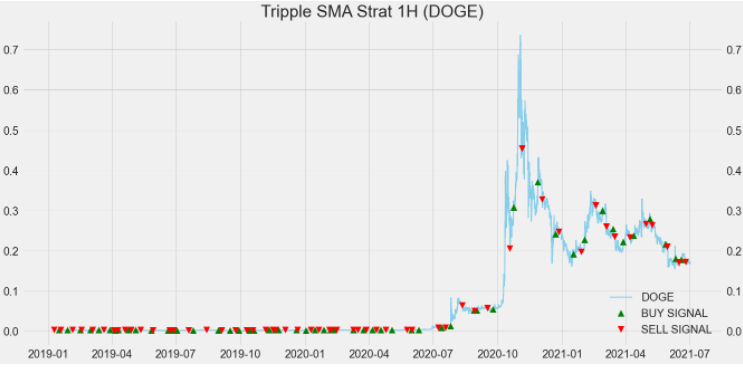 Tripple SMA Strat 1H (DOGE)
0.7 0.7
0.6 0.6
0.5 0.5
0.4 0.4
0.3 0.3
0.2 0.2
0.1 0.1
DOGE
BUY SIGNAL
0.0 SELL SIGNAL 0.0
2019-01 2019-04 2019-07 2019-10 2020-01 2020-04 2020-07 2020-10 2021-01 2021-04 2021-07